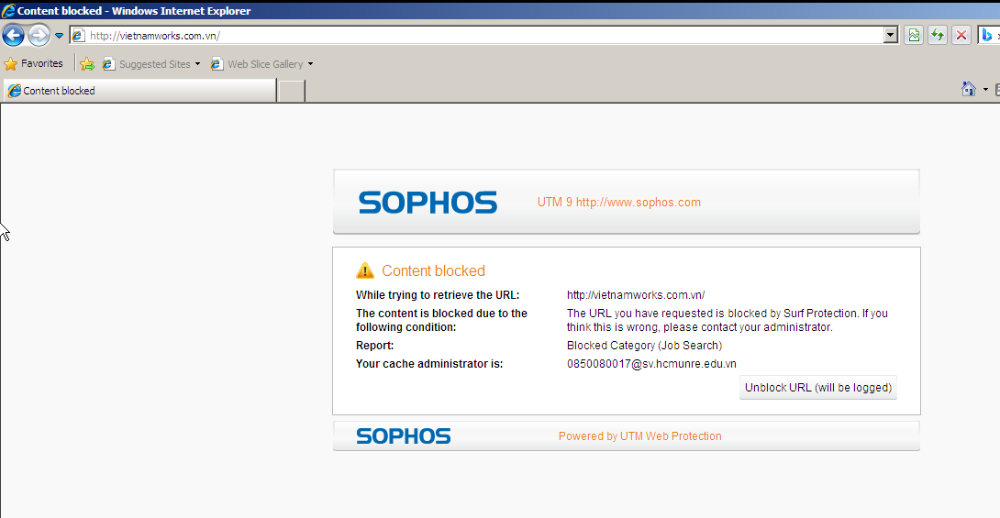 Content blocked - Windows Internet Explorer
http://vietnamworks.com.vn/
Favorites
Suggested Sites
Web Slice Gallery
Content blocked
SOPHOS
UTM 9 http://www.sophos.com
Content blocked
While trying to retrieve the URL:
http://vietnamworks.com.vn/
The content is blocked due to the
following condition:
The URL you have requested is blocked by Surf Protection. If you
think this is wrong, please contact your administrator.
Report:
Blocked Category (Job Search)
Your cache administrator is:
0850080017@sv.hcmunre.edu.vn
Unblock URL (will be logged)
SOPHOS
Powered by UTM Web Protection